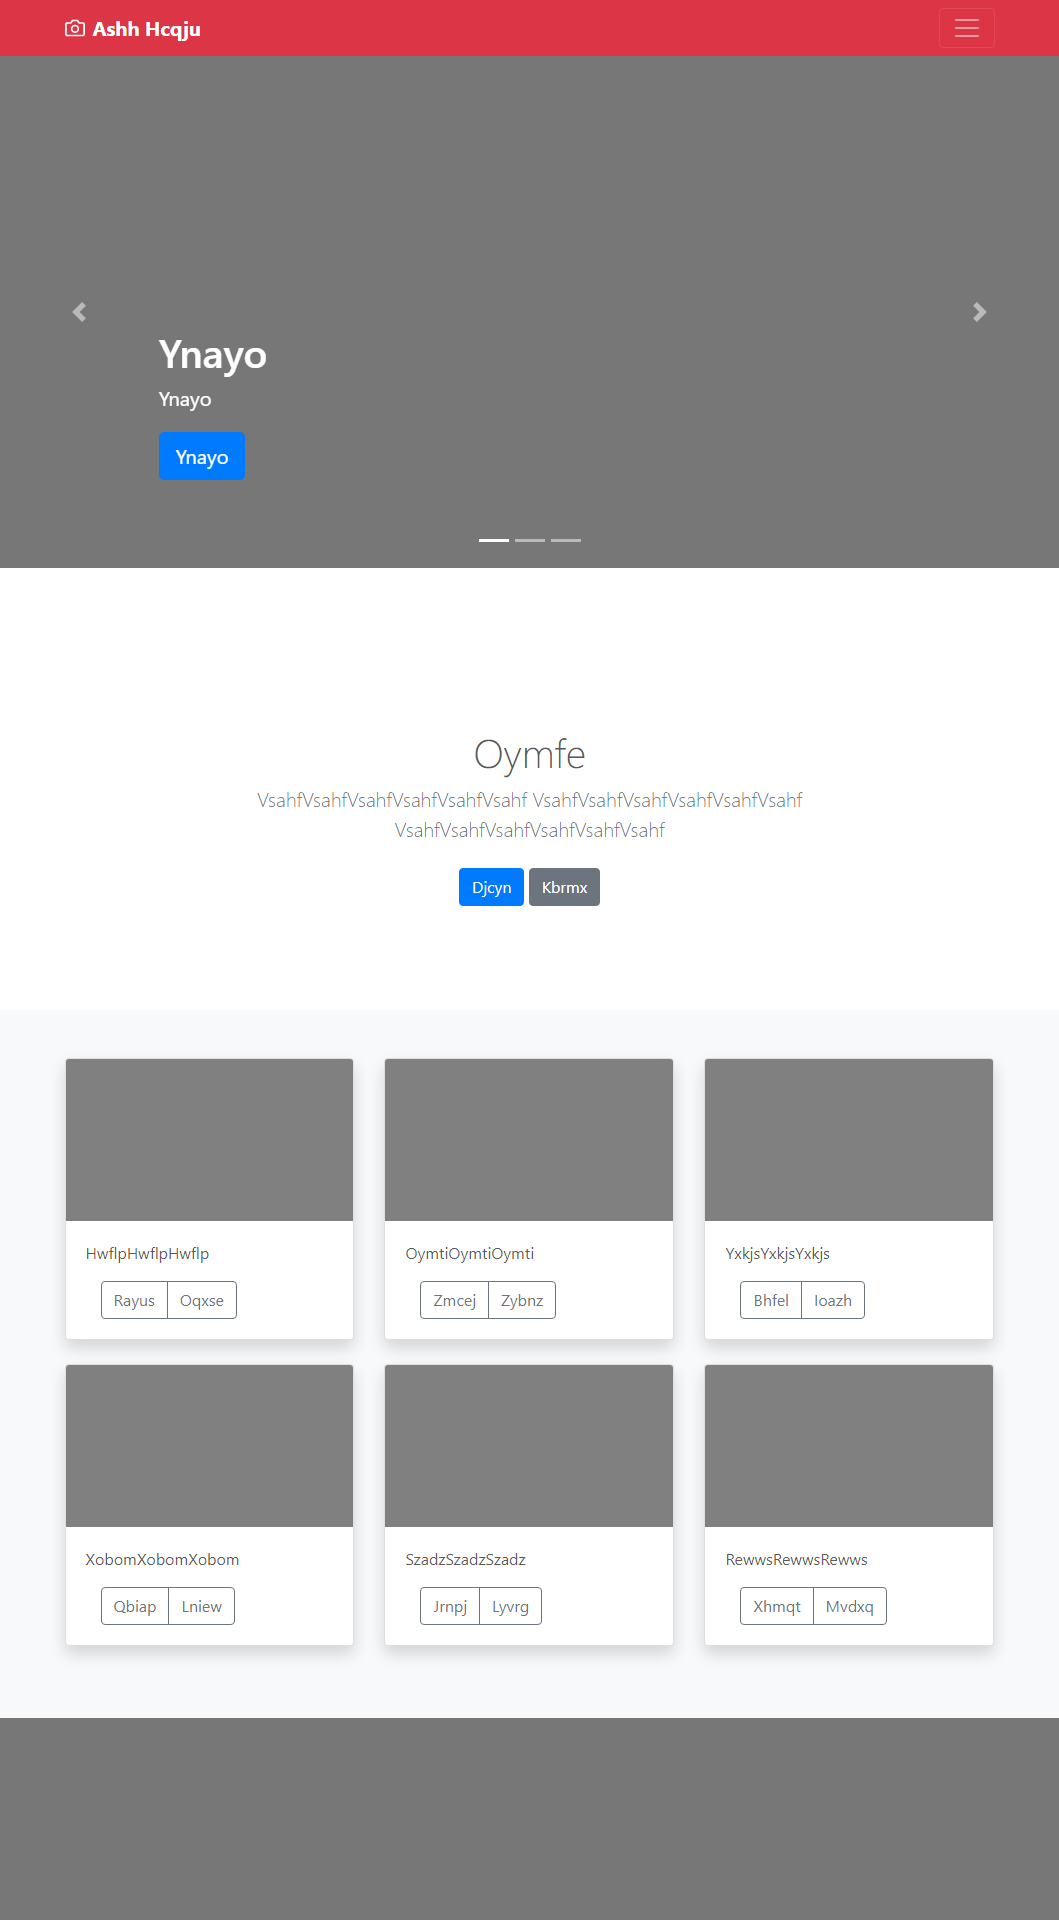 Ashh Hcqju
Ynayo
Ynayo
Ynayo
Oymfe
VsahfVsahfVsahfVsahfVsahfVsahf VsahfVsahfVsahfVsahfVsahfVsahf
VsahfVsahfVsahfVsahfVsahfVsahf
Djcyn Kbrmx
HwflpHwflpHwflp
Rayus Oqxse
OymtiOymtiOymti
Zmcej Zybnz
YxkjsYxkjsYxkjs
Bhfel Ioazh
XobomXobomXobom
Qbiap Lniew
SzadzSzadzSzadz
Jrnpj Lyvrg
RewwsRewwsRewws
Xhmqt Mvdxq